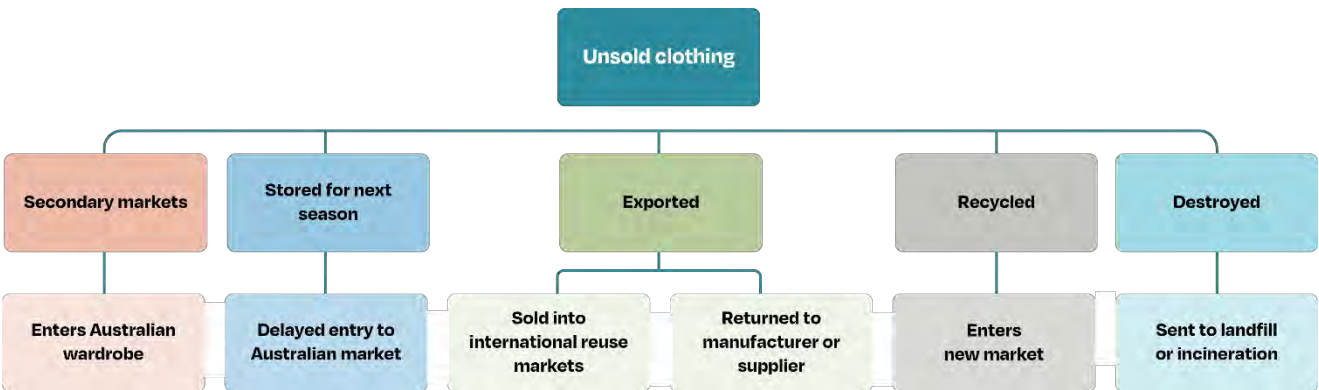 Unsold clothing
Secondary markets
Stored for next
season
Exported
Recycled
Destroyed
Enters Australian
wardrobe
Delayed entry to
Australian market
Sold into
international reuse
markets
Returned to
manufacturer or
supplier
Enters
new market
Sent to landfill
or incineration